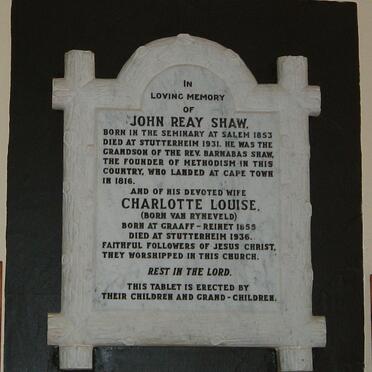 IN
LOVING MEMORY
OF
JOHN REAY SHAW,
BORN IN THE SEMINARY AT SALEM 1853
DIED AT STUTTERHEIM 1931. HE WAS THE
GRANDSON OF THE REV. BARNABAS SHAW,
THE FOUNDER OF METHODISM IN THIS
COUNTRY, WHO LANDED AT CAPE TOWN
IN 1816.
AND OF HIS DEVOTED WIFE
CHARLOTTE LOUISE,
(BORN VAN RYNEVELD)
BORN AT GRAAFF-REINET 1855
DIED AT STUTTERHEIM 1936.
FAITHFUL FOLLOWERS OF JESUS CHRIST,
THEY WORSHIPPED IN THIS CHURCH.
REST IN THE LORD.
THIS TABLET IS ERECTED BY
THEIR CHILDREN AND GRAND-CHILDREN.